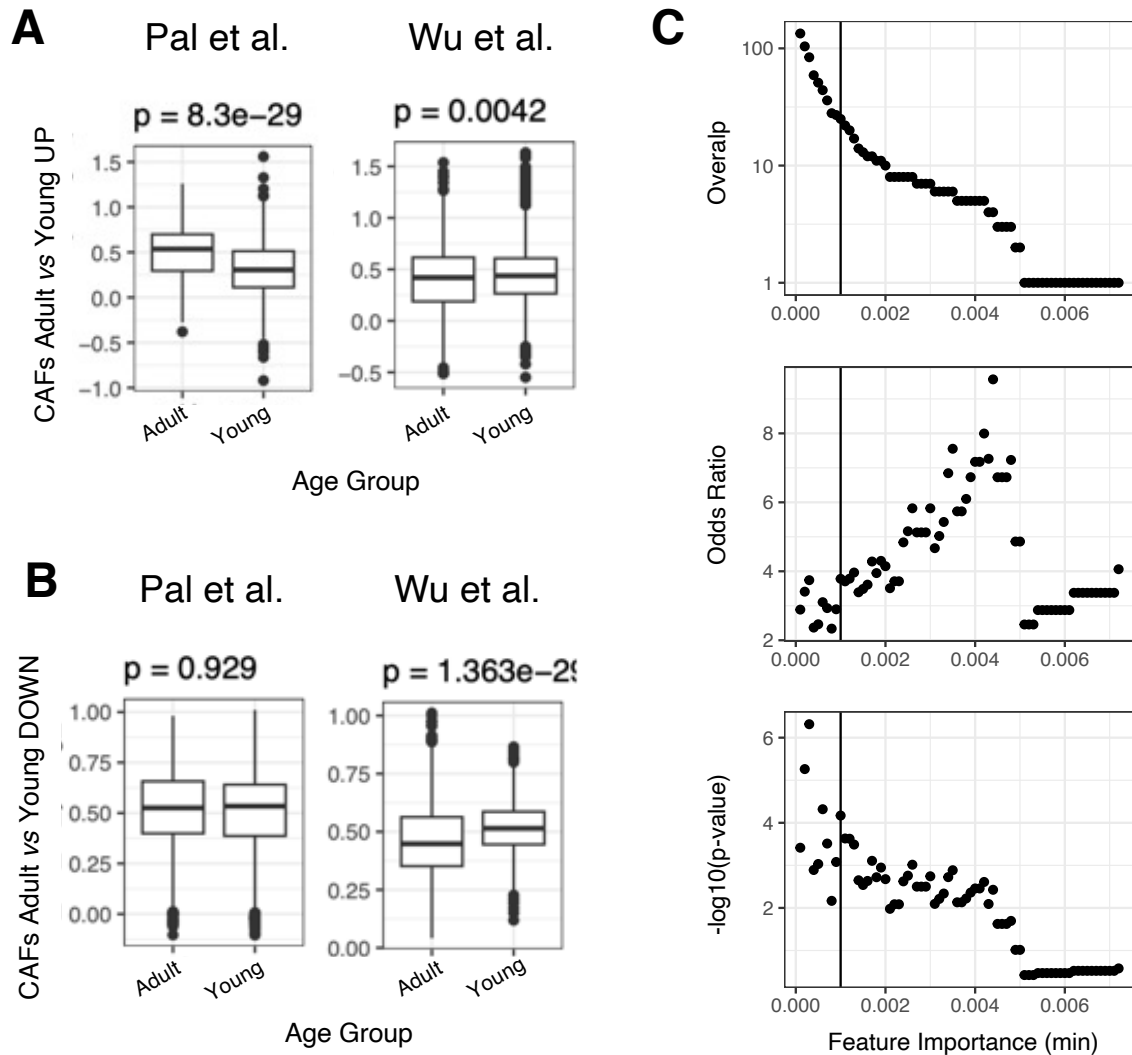 A
Pal et al.
Wu et al.
p = 8.3e−29
p = 0.0042
CAFs Adult vs Young UP
1.5
1.0
0.5
0.0
−0.5
−1.0
1.5
1.0
0.5
0.0
−0.5
Adult
Young
Adult
Young
Age Group
B
Pal et al.
Wu et al.
p = 0.929
p = 1.363e−29
CAFs Adult vs Young DOWN
1.00
0.75
0.50
0.25
0.00
1.00
0.75
0.50
0.25
0.00
Adult
Young
Adult
Young
Age Group
C
Overalp
100
10
1
0.000
0.002
0.004
0.006
Odds Ratio
8
6
4
2
0.000
0.002
0.004
0.006
-log10(p-value)
6
4
2
0.000
0.002
0.004
0.006
Feature Importance (min)